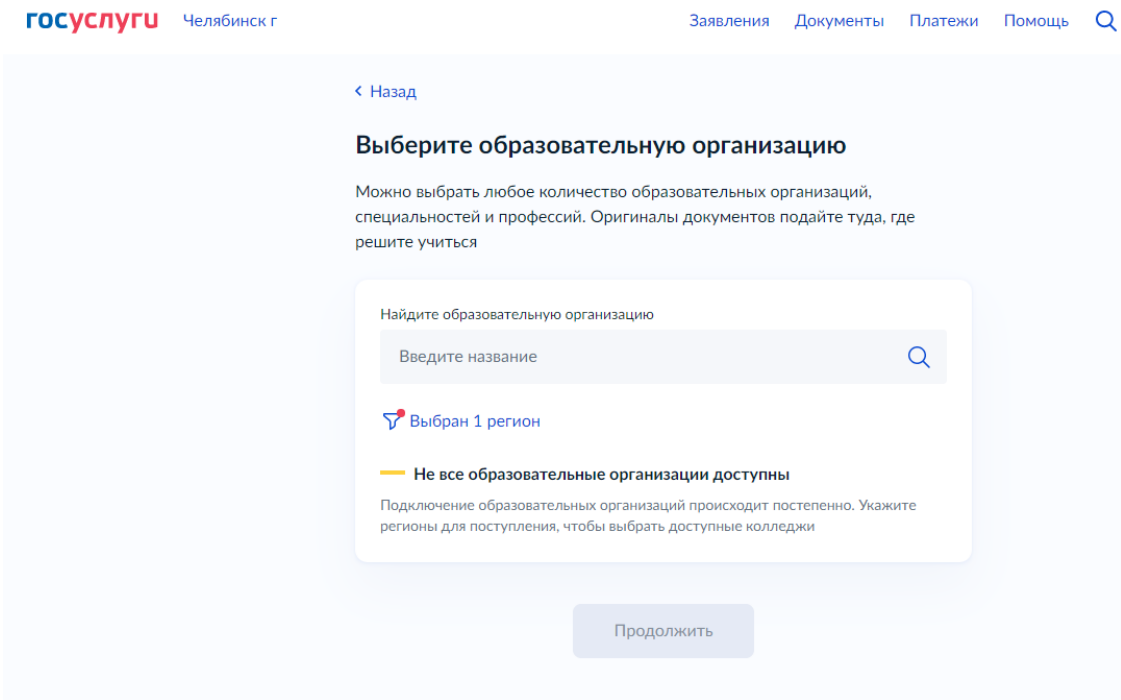 госуслуги Челябинск г Заявления Документы Платежи Помощь
Назад
Выберите образовательную организацию
Можно выбрать любое количество образовательных организаций,
специальностей и профессий. Оригиналы документов подайте туда, где
решите учиться
Найдите образовательную организацию
Введите название
Выбран 1 регион
Не все образовательные организации доступны
Подключение образовательных организаций происходит постепенно. Укажите
регионы для поступления, чтобы выбрать доступные колледжи
Продолжить